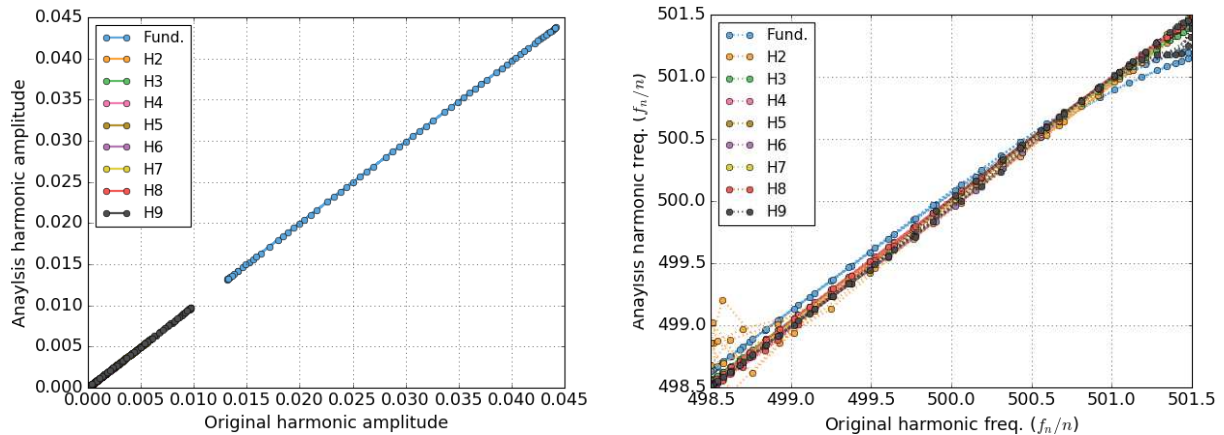 0.045
0.040
0.035
0.030
0.025
0.020
0.015
0.010
0.005
0.000
Anaylsis harmonic amplitude
Fund.
H2
H3
H4
H5
H6
H7
H8
H9
0.000 0.005 0.010 0.015 0.020 0.025 0.030 0.035 0.040 0.045
Original harmonic amplitude
501.5
501.0
500.5
500.0
499.5
499.0
498.5
Anaylsis harmonic freq. (fn/n)
Fund.
H2
H3
H4
H5
H6
H7
H8
H9
498.5 499.0 499.5 500.0 500.5 501.0 501.5
Original harmonic freq. (fn/n)